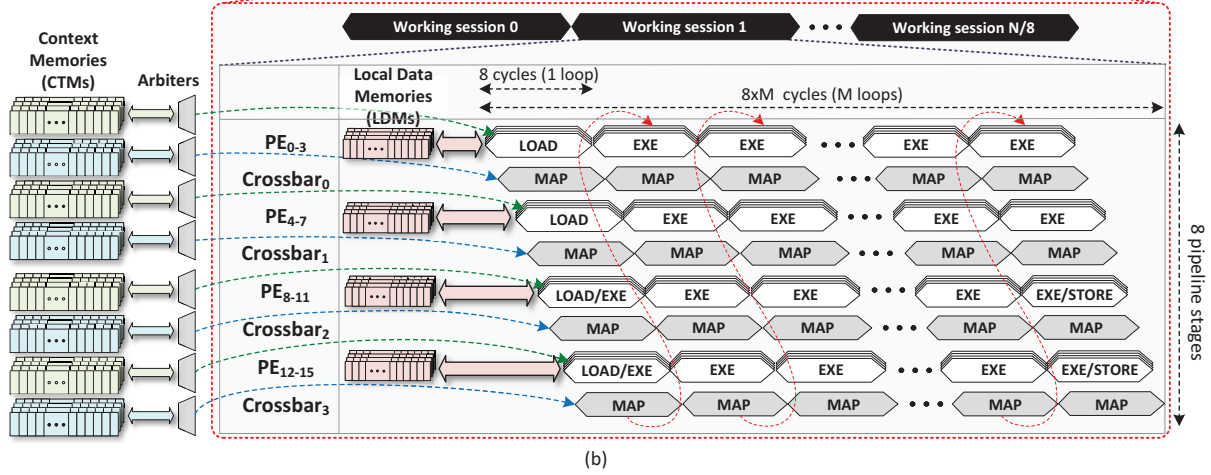 Working session 0
Working session 1
Working session N/8
Context
Memories
(CTMs)
Arbiters
Local Data
Memories
(LDMs)
8 cycles (1 loop)
8xM cycles (M loops)
PE0-3
LOAD
EXE
EXE
EXE
EXE
Crossbar0
MAP
MAP
MAP
MAP
MAP
PE4-7
LOAD
EXE
EXE
EXE
EXE
Crossbar1
MAP
MAP
MAP
MAP
MAP
PE8-11
LOAD/EXE
EXE
EXE
EXE
EXE/STORE
Crossbar2
MAP
MAP
MAP
MAP
MAP
PE12-15
LOAD/EXE
EXE
EXE
EXE
EXE/STORE
Crossbar3
MAP
MAP
MAP
MAP
MAP
8 pipeline stages
(b)